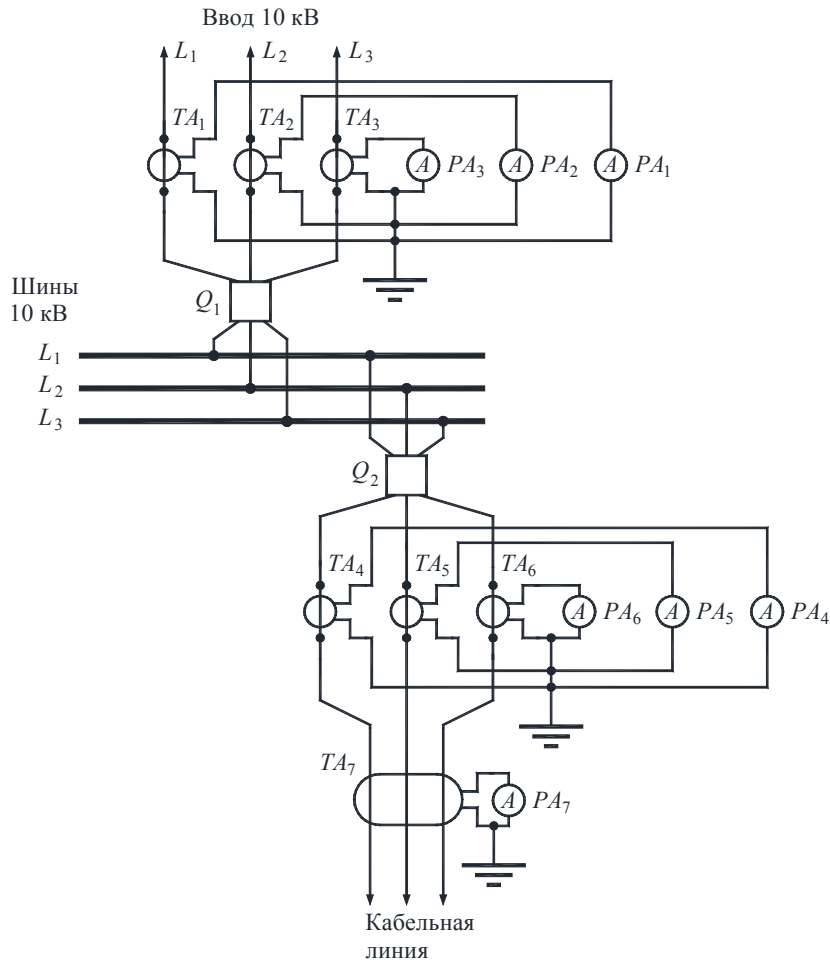 Ввод 10 кВ
L1 L2 L3
TA1 TA2 TA3
A PA3 A PA2 A PA1
Шины
10 кВ
Q1
L1
L2
L3
Q2
TA4 TA5 TA6
A PA6 A PA5 A PA4
TA7
A PA7
Кабельная
линия